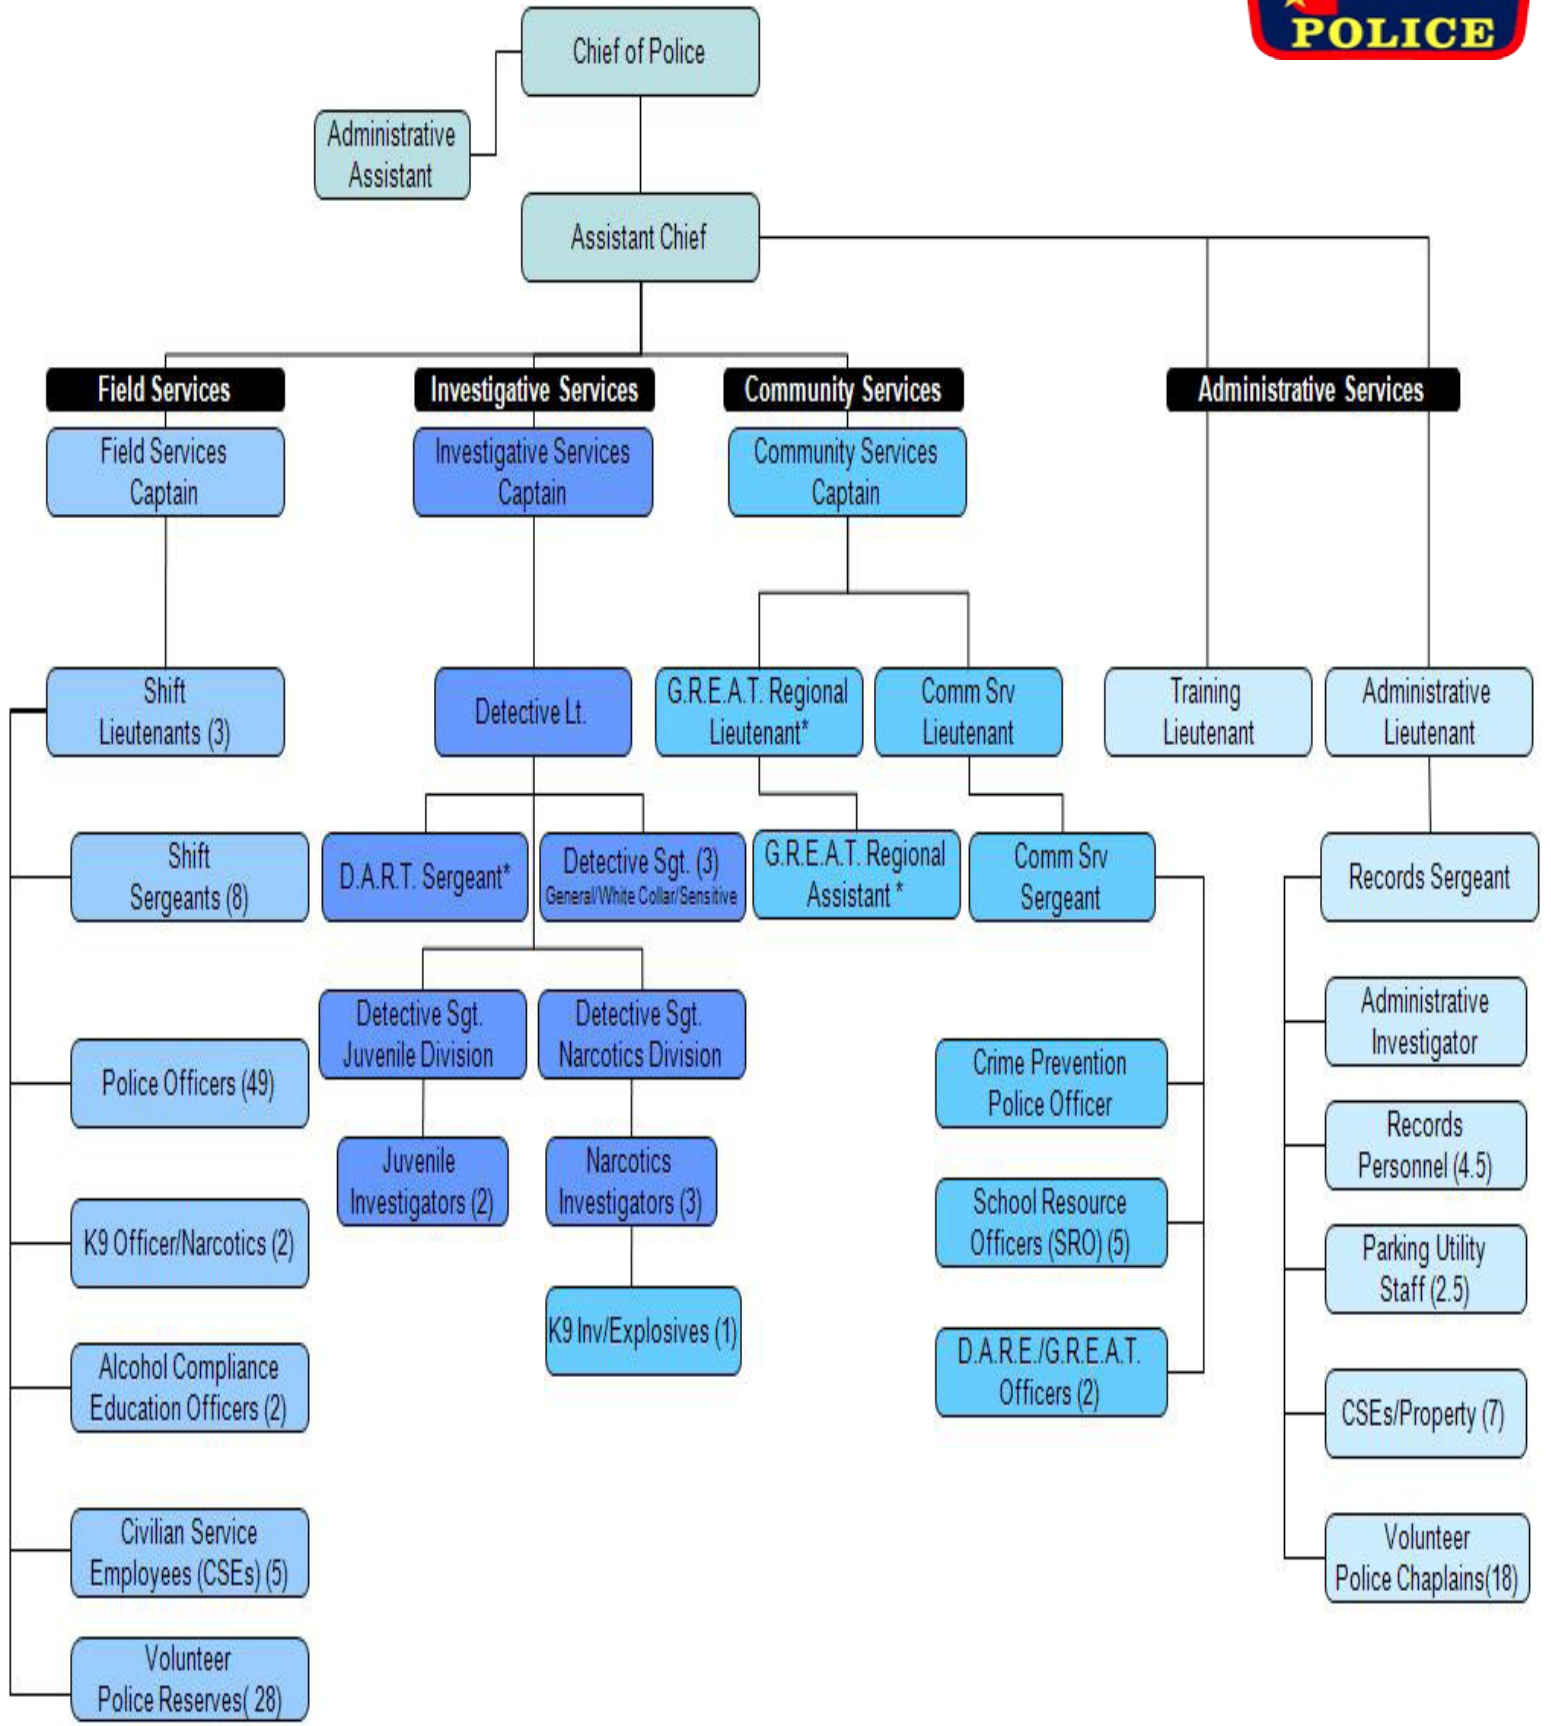 POLICE
Chief of Police
Administrative
Assistant
Assistant Chief
Field Services
Investigative Services
Community Services
Administrative Services
Field Services
Captain
Investigative Services
Captain
Community Services
Captain
Shift
Lieutenants (3)
Detective Lt.
G.R.E.A.T. Regional
Lieutenant*
Comm Srv
Lieutenant
Training
Lieutenant
Administrative
Lieutenant
Shift
Sergeants (8)
D.A.R.T. Sergeant*
Detective Sgt. (3)
General/White Collar/Sensitive
G.R.E.A.T. Regional
Assistant *
Comm Srv
Sergeant
Records Sergeant
Police Officers (49)
Detective Sgt.
Juvenile Division
Detective Sgt.
Narcotics Division
Crime Prevention
Police Officer
Administrative
Investigator
Juvenile
Investigators (2)
Narcotics
Investigators (3)
School Resource
Officers (SRO) (5)
Records
Personnel (4.5)
K9 Officer/Narcotics (2)
K9 Inv/Explosives (1)
D.A.R.E./G.R.E.A.T.
Officers (2)
Parking Utility
Staff (2.5)
Alcohol Compliance
Education Officers (2)
CSEs/Property (7)
Civilian Service
Employees (CSEs) (5)
Volunteer
Police Chaplains(18)
Volunteer
Police Reserves( 28)